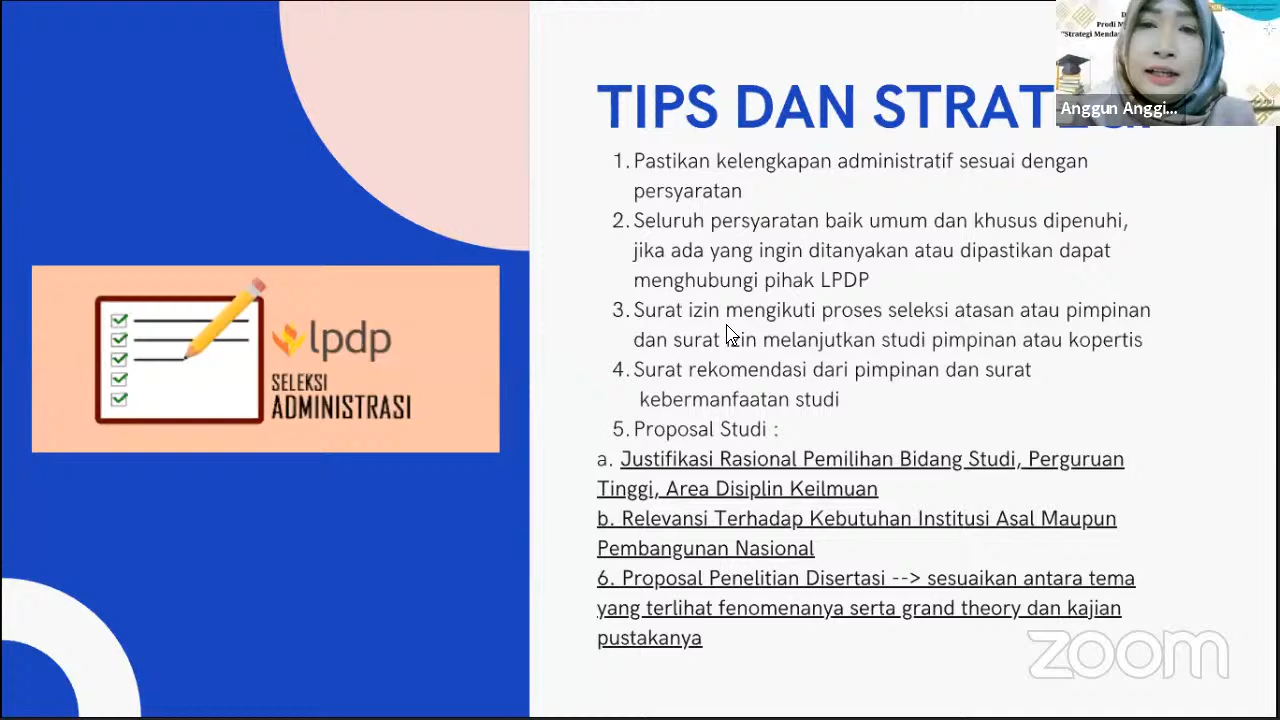 TIPS DAN STRATEGI
Anggun Anggi...
1. Pastikan kelengkapan administratif sesuai dengan
persyaratan
2. Seluruh persyaratan baik umum dan khusus dipenuhi,
jika ada yang ingin ditanyakan atau dipastikan dapat
menghubungi pihak LPDP
3. Surat izin mengikuti proses seleksi atasan atau pimpinan
dan surat izin melanjutkan studi pimpinan atau kopertis
4. Surat rekomendasi dari pimpinan dan surat
kebermanfaatan studi
5. Proposal Studi :
a. Justifikasi Rasional Pemilihan Bidang Studi, Perguruan
Tinggi, Area Disiplin Keilmuan
b. Relevansi Terhadap Kebutuhan Institusi Asal Maupun
Pembangunan Nasional
6. Proposal Penelitian Disertasi --> sesuaikan antara tema
yang terlihat fenomenanya serta grand theory dan kajian
pustakanya
lpdp
SELEKSI
ADMINISTRASI
zoom